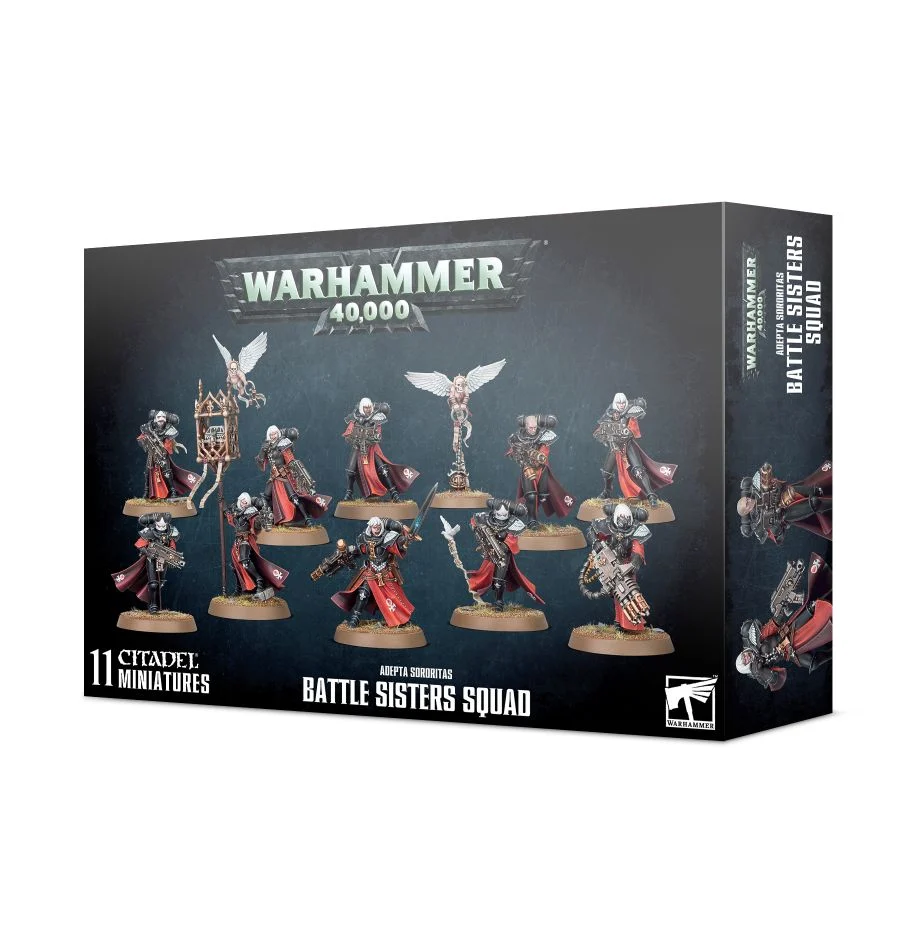 WARHAMMER
40,000
11 CITADEL
MINIATURES
ADEPTA SORORITAS
BATTLE SISTERS SQUAD
WARHAMMER
WARHAMMER
40,000
ADEPTA SORORITAS
BATTLE SISTERS
SQUAD